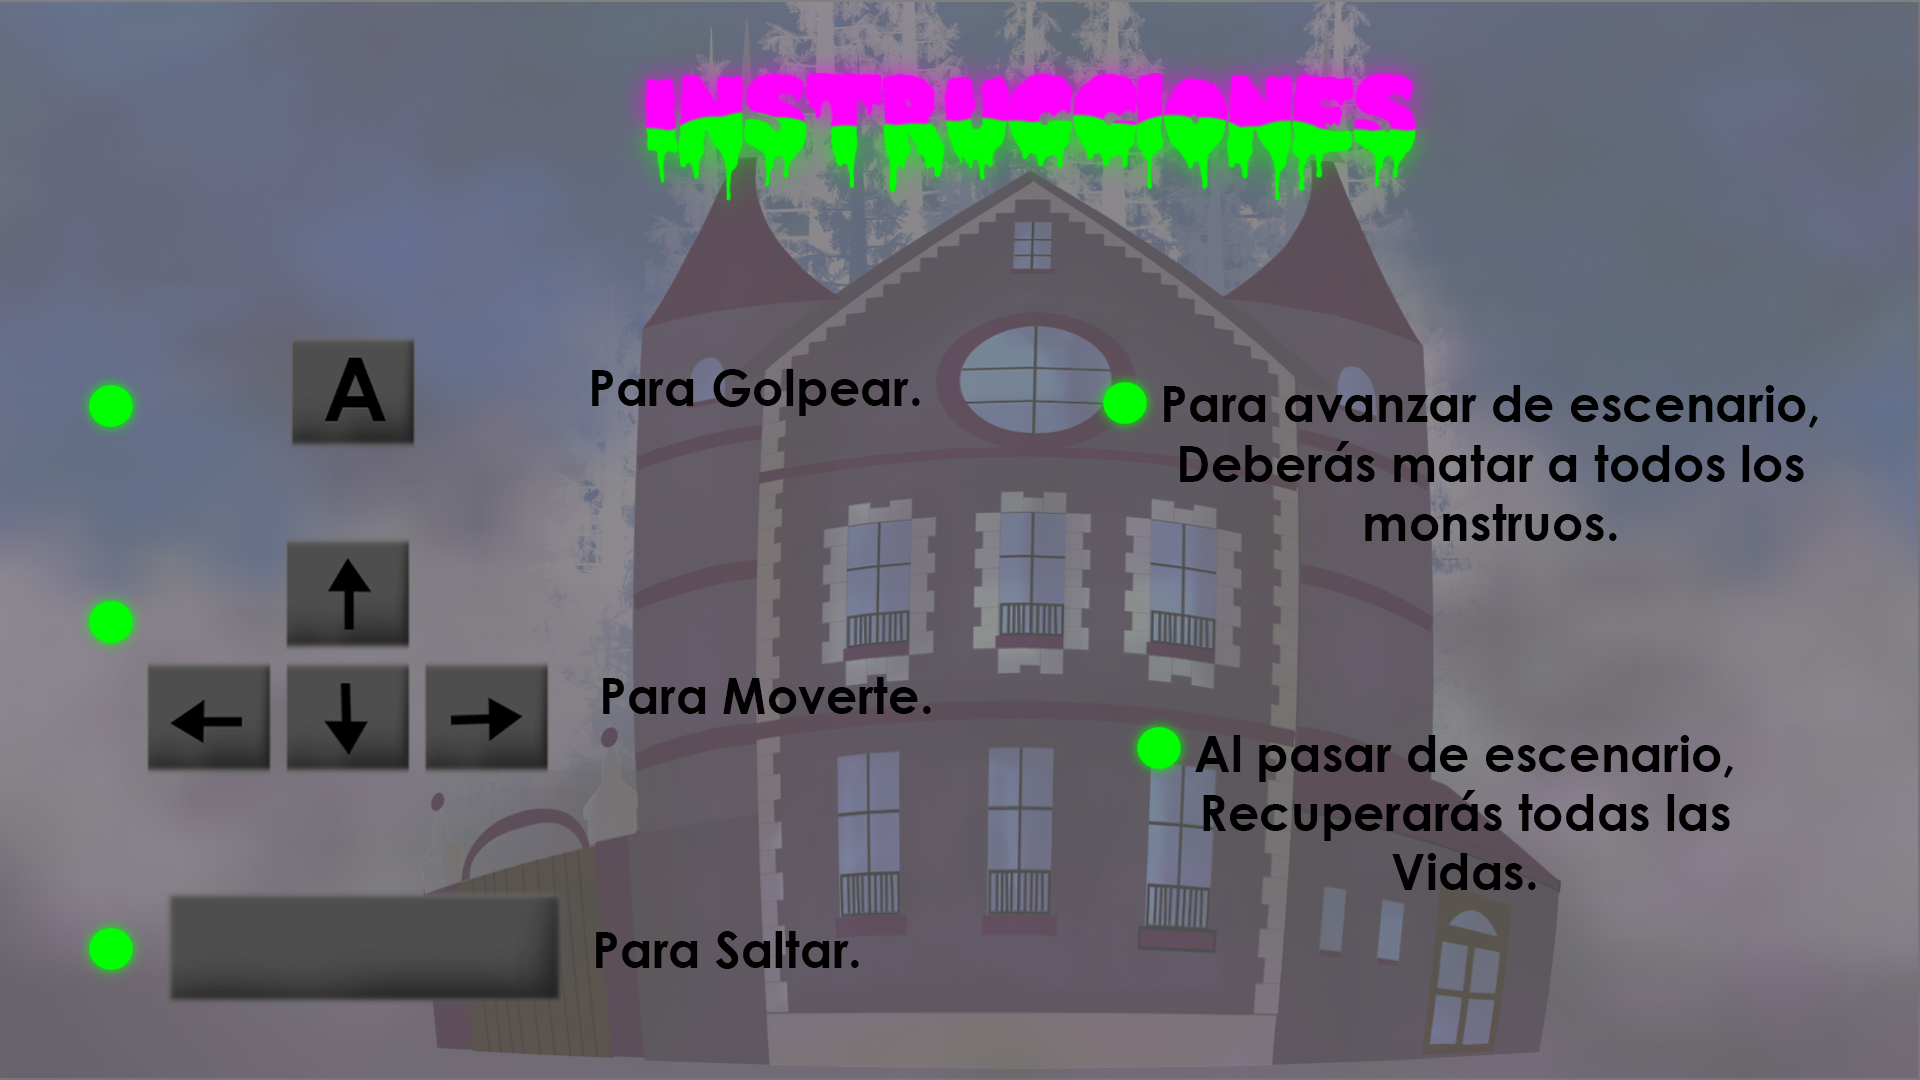 INSTRUCCIONES
A
Para Golpear.
Para Moverte.
Para Saltar.
Para avanzar de escenario,
Deberás matar a todos los
monstruos.
Al pasar de escenario,
Recuperarás todas las
Vidas.